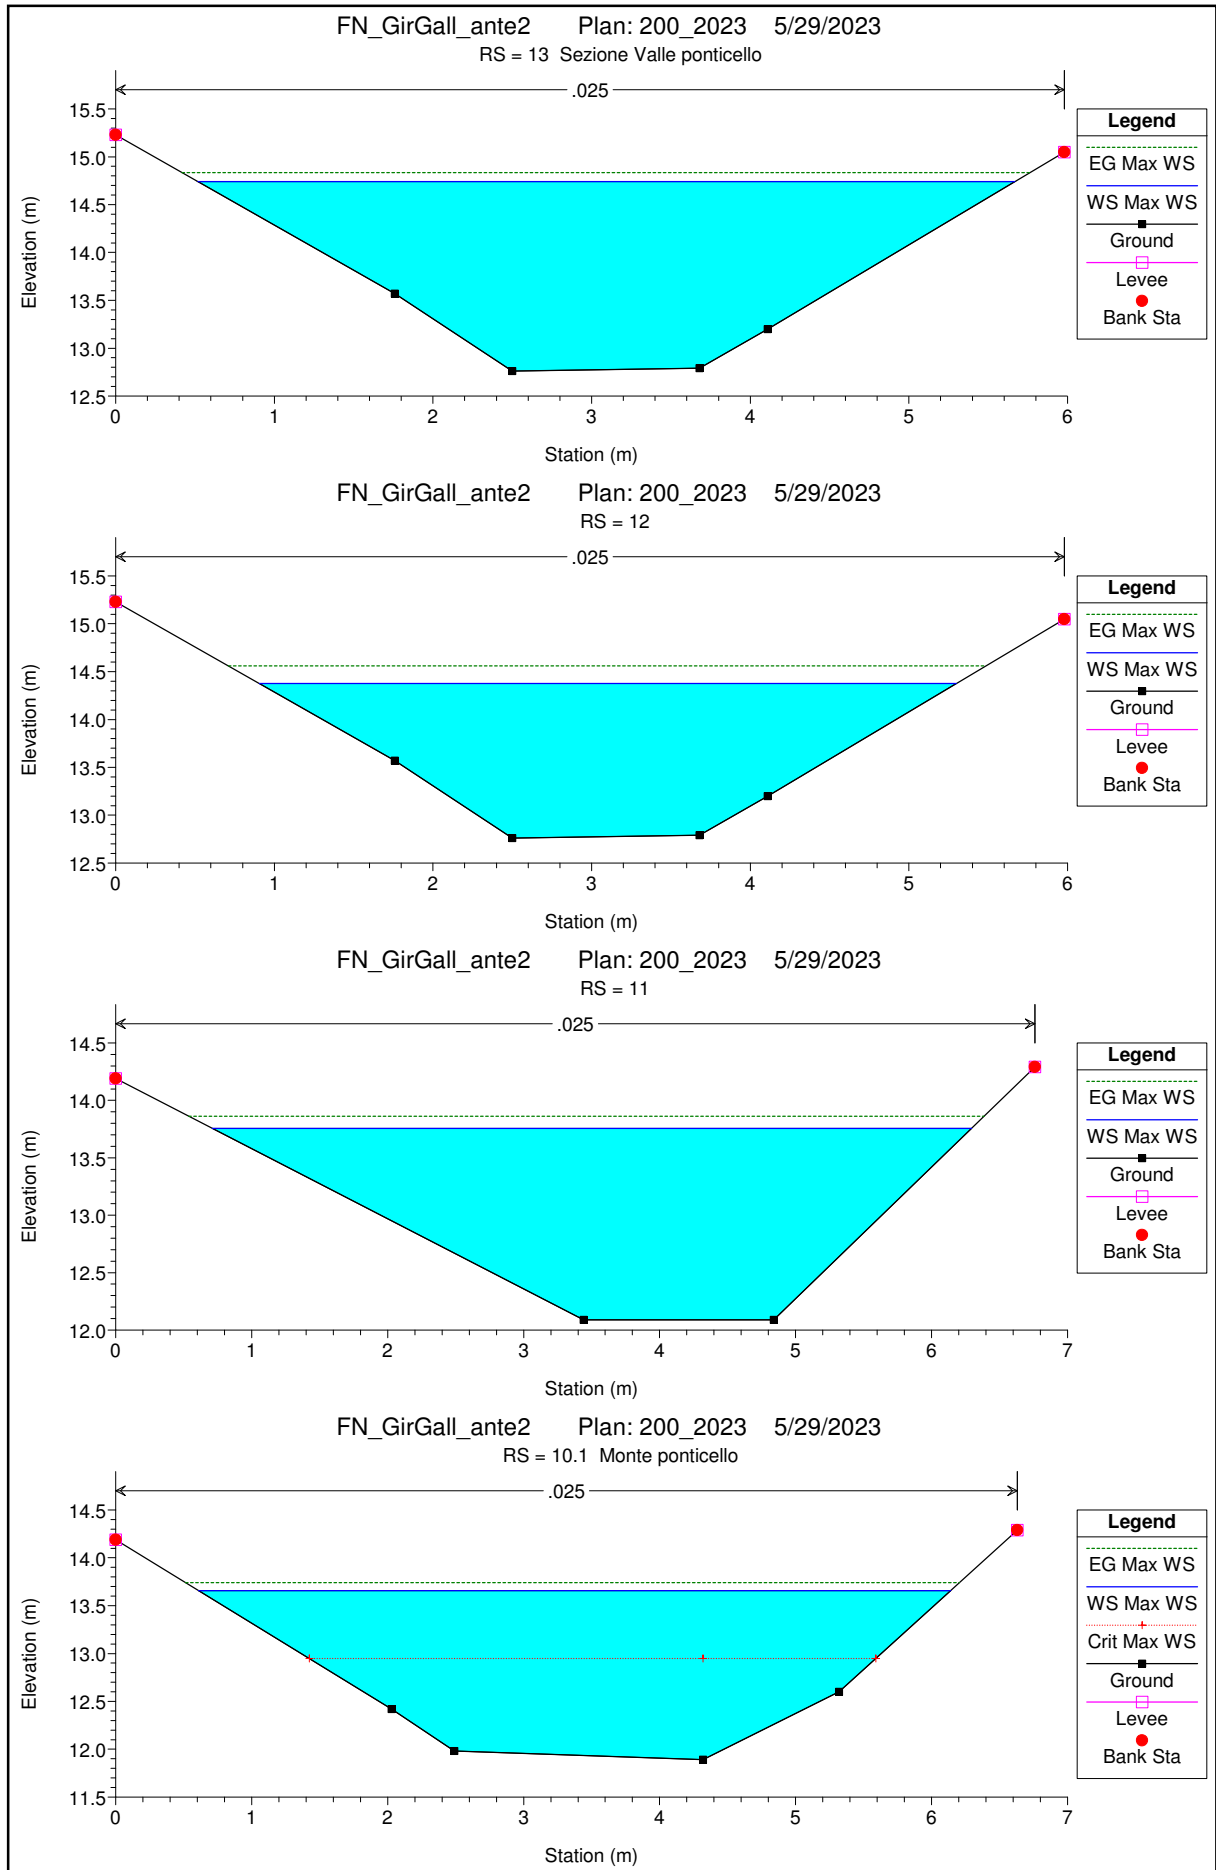 FN_GirGall_ante2 Plan: 200_2023 5/29/2023
RS = 13 Sezione Valle ponticello
.025
15.5
15.0
14.5
14.0
13.5
13.0
12.5
0 1 2 3 4 5 6
Elevation (m)
Station (m)
Legend
EG Max WS
WS Max WS
Ground
Levee
Bank Sta
FN_GirGall_ante2 Plan: 200_2023 5/29/2023
RS = 12
.025
15.5
15.0
14.5
14.0
13.5
13.0
12.5
0 1 2 3 4 5 6
Elevation (m)
Station (m)
Legend
EG Max WS
WS Max WS
Ground
Levee
Bank Sta
FN_GirGall_ante2 Plan: 200_2023 5/29/2023
RS = 11
.025
14.5
14.0
13.5
13.0
12.5
12.0
0 1 2 3 4 5 6 7
Elevation (m)
Station (m)
Legend
EG Max WS
WS Max WS
Ground
Levee
Bank Sta
FN_GirGall_ante2 Plan: 200_2023 5/29/2023
RS = 10.1 Monte ponticello
.025
14.5
14.0
13.5
13.0
12.5
12.0
11.5
0 1 2 3 4 5 6 7
Elevation (m)
Station (m)
Legend
EG Max WS
WS Max WS
Crit Max WS
Ground
Levee
Bank Sta